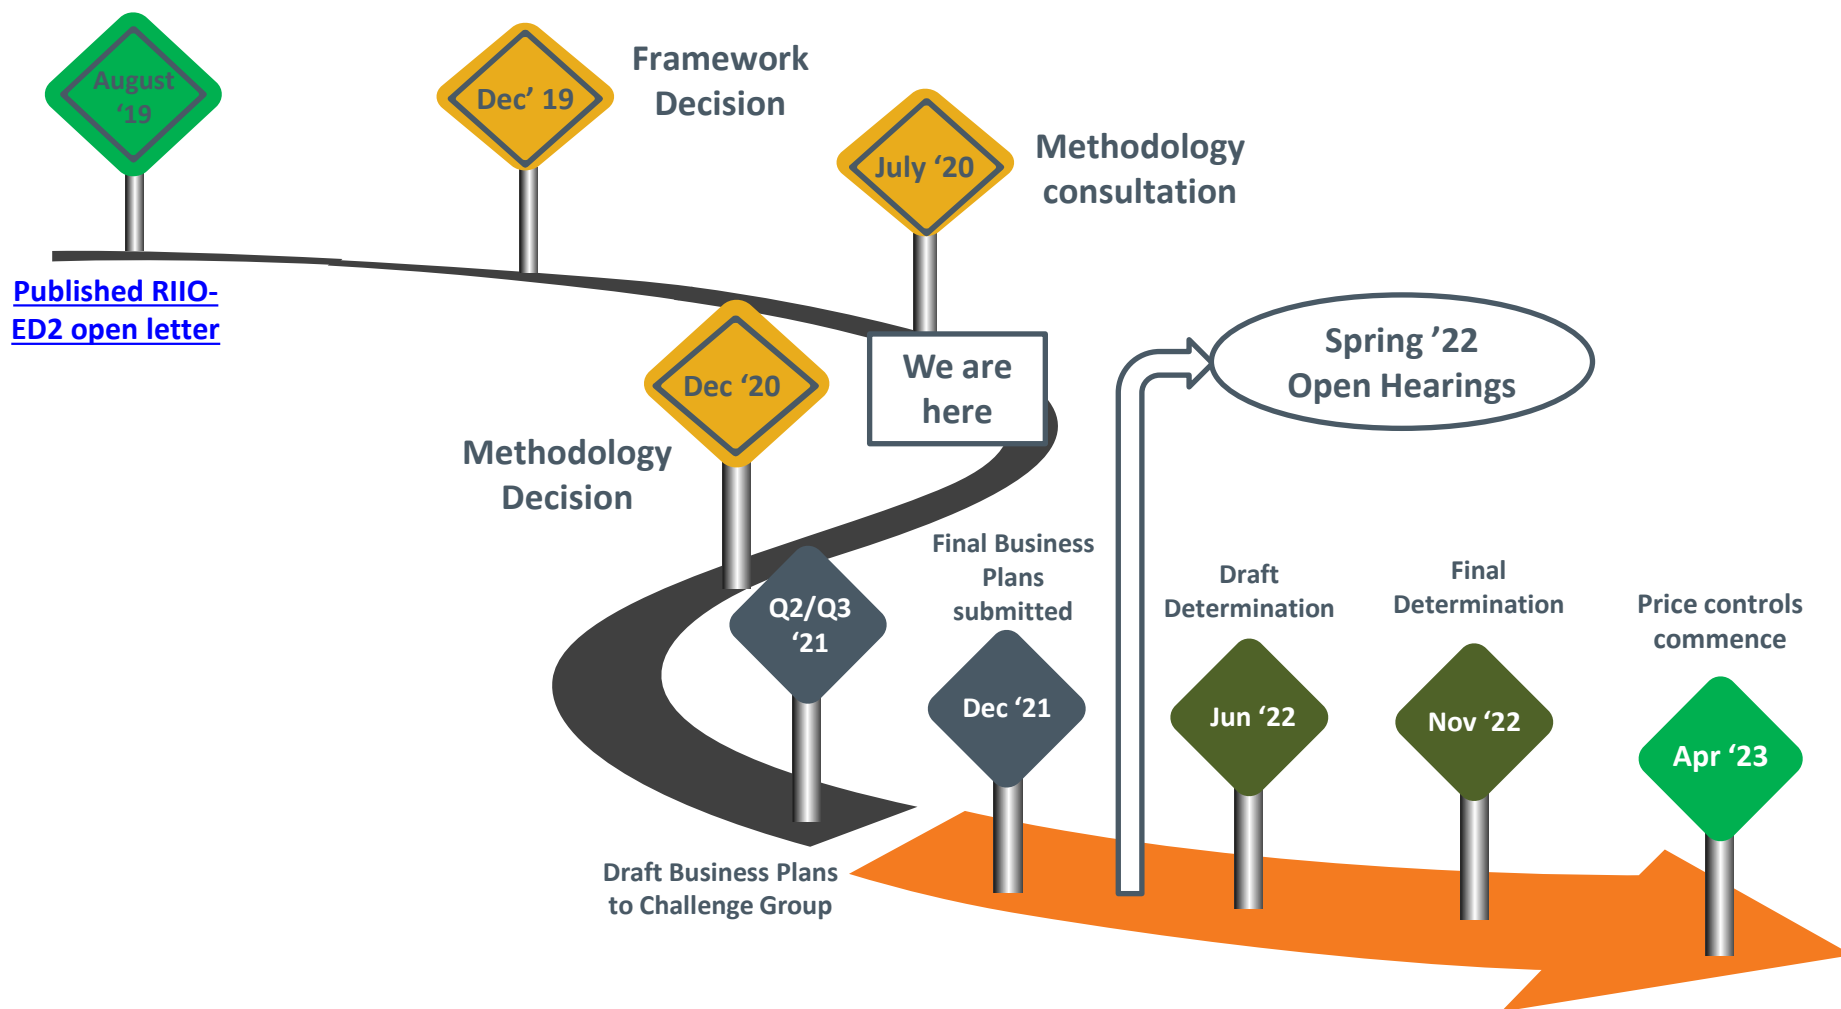 August
‘19
Published RIIO-
ED2 open letter
Dec’ 19
Framework
Decision
July ‘20
Methodology
consultation
We are
here
Dec ‘20
Methodology
Decision
Q2/Q3
‘21
Draft Business Plans
to Challenge Group
Final Business
Plans
submitted
Dec ‘21
Spring ’22
Open Hearings
Draft
Determination
Jun ‘22
Final
Determination
Nov ‘22
Price controls
commence
Apr ‘23